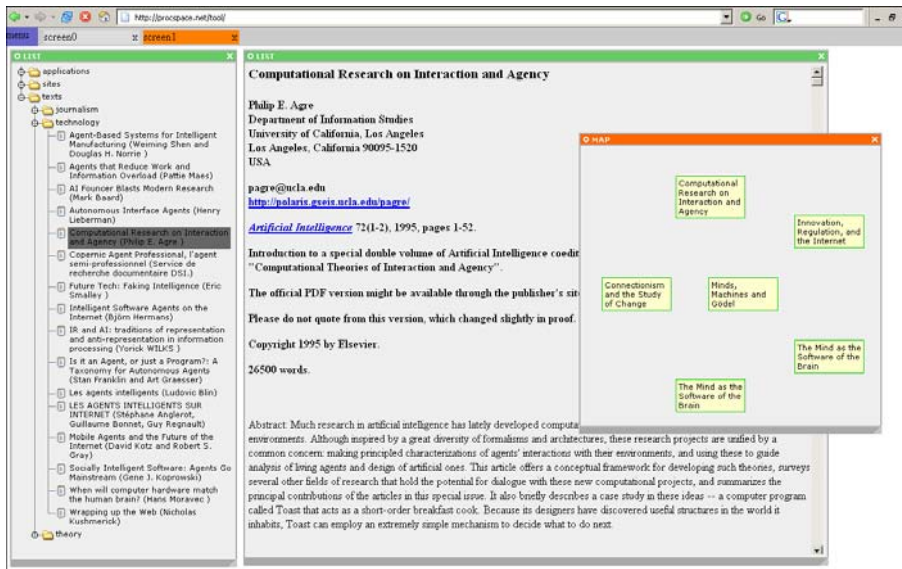 http://procspace.net/tool/
Go
menu
screen0 x
screen1 x
LIST x
applications
sites
texts
journalism
technology
Agent-Based Systems for Intelligent
Manufacturing (Weiming Shen and
Douglas H. Norrie )
Agents that Reduce Work and
Information Overload (Pattie Maes)
AI Founcer Blasts Modern Research
(Mark Baard)
Autonomous Interface Agents (Henry
Lieberman)
Computational Research on Interaction
and Agency (Philip E. Agre )
Copernic Agent Professional, l'agent
semi-professionnel (Service de
recherche documentaire DSI.)
Future Tech: Faking Intelligence (Eric
Smalley )
Intelligent Software Agents on the
Internet (Björn Hermans)
IR and AI: traditions of representation
and anti-representation in information
processing (Yorick WILKS )
Is it an Agent, or just a Program?: A
Taxonomy for Autonomous Agents
(Stan Franklin and Art Graesser)
Les agents intelligents (Ludovic Blin)
LES AGENTS INTELLIGENTS SUR
INTERNET (Stéphane Anglerot,
Guillaume Bonnet, Guy Regnault)
Mobile Agents and the Future of the
Internet (David Kotz and Robert S.
Gray)
Socially Intelligent Software: Agents Go
Mainstream (Gene J. Koprowski)
When will computer hardware match
the human brain? (Hans Moravec )
Wrapping up the Web (Nicholas
Kushmerick)
theory
LIST x
Computational Research on Interaction and Agency
Philip E. Agre
Department of Information Studies
University of California, Los Angeles
Los Angeles, California 90095-1520
USA
pagre@ucla.edu
http://polaris.gseis.ucla.edu/pagre/
Artificial Intelligence 72(1-2), 1995, pages 1-52.
Introduction to a special double volume of Artificial Intelligence coedit
"Computational Theories of Interaction and Agency".
The official PDF version might be available through the publisher's sit
Please do not quote from this version, which changed slightly in proof.
Copyright 1995 by Elsevier.
26500 words.
Abstract: Much research in artificial intelligence has lately developed computa
environments. Although inspired by a great diversity of formalisms and architectures, these research projects are unified by a
common concern: making principled characterizations of agents' interactions with their environments, and using these to guide
analysis of living agents and design of artificial ones. This article offers a conceptual framework for developing such theories, surveys
several other fields of research that hold the potential for dialogue with these new computational projects, and summarizes the
principal contributions of the articles in this special issue. It also briefly describes a case study in these ideas -- a computer program
called Toast that acts as a short-order breakfast cook. Because its designers have discovered useful structures in the world it
inhabits, Toast can employ an extremely simple mechanism to decide what to do next.
MAP x
Computational
Research on
Interaction and
Agency
Innovation,
Regulation, and
the Internet
Connectionism
and the Study
of Change
Minds,
Machines and
Gödel
The Mind as the
Software of the
Brain
The Mind as the
Software of the
Brain